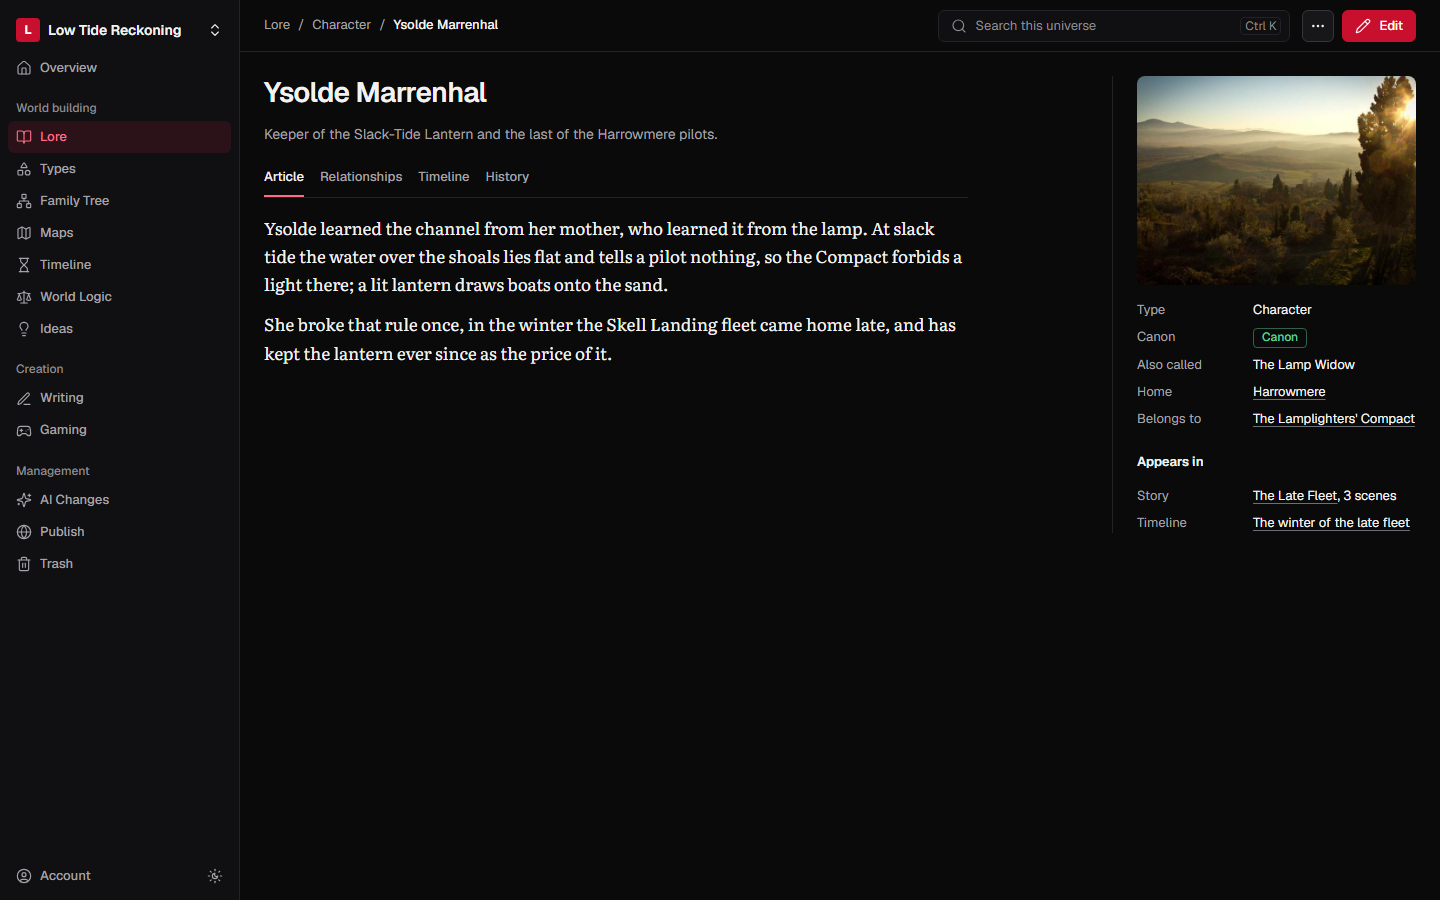 L
Low Tide Reckoning
Overview
World building
Lore
Types
Family Tree
Maps
Timeline
World Logic
Ideas
Creation
Writing
Gaming
Management
AI Changes
Publish
Trash
Account
Lore / Character / Ysolde Marrenhal
Search this universe
Ctrl K
Edit
Ysolde Marrenhal
Keeper of the Slack-Tide Lantern and the last of the Harrowmere pilots.
Article Relationships Timeline History
Ysolde learned the channel from her mother, who learned it from the lamp. At slack
tide the water over the shoals lies flat and tells a pilot nothing, so the Compact forbids a
light there; a lit lantern draws boats onto the sand.
She broke that rule once, in the winter the Skell Landing fleet came home late, and has
kept the lantern ever since as the price of it.
Type Character
Canon Canon
Also called The Lamp Widow
Home Harrowmere
Belongs to The Lamplighters' Compact
Appears in
Story The Late Fleet, 3 scenes
Timeline The winter of the late fleet